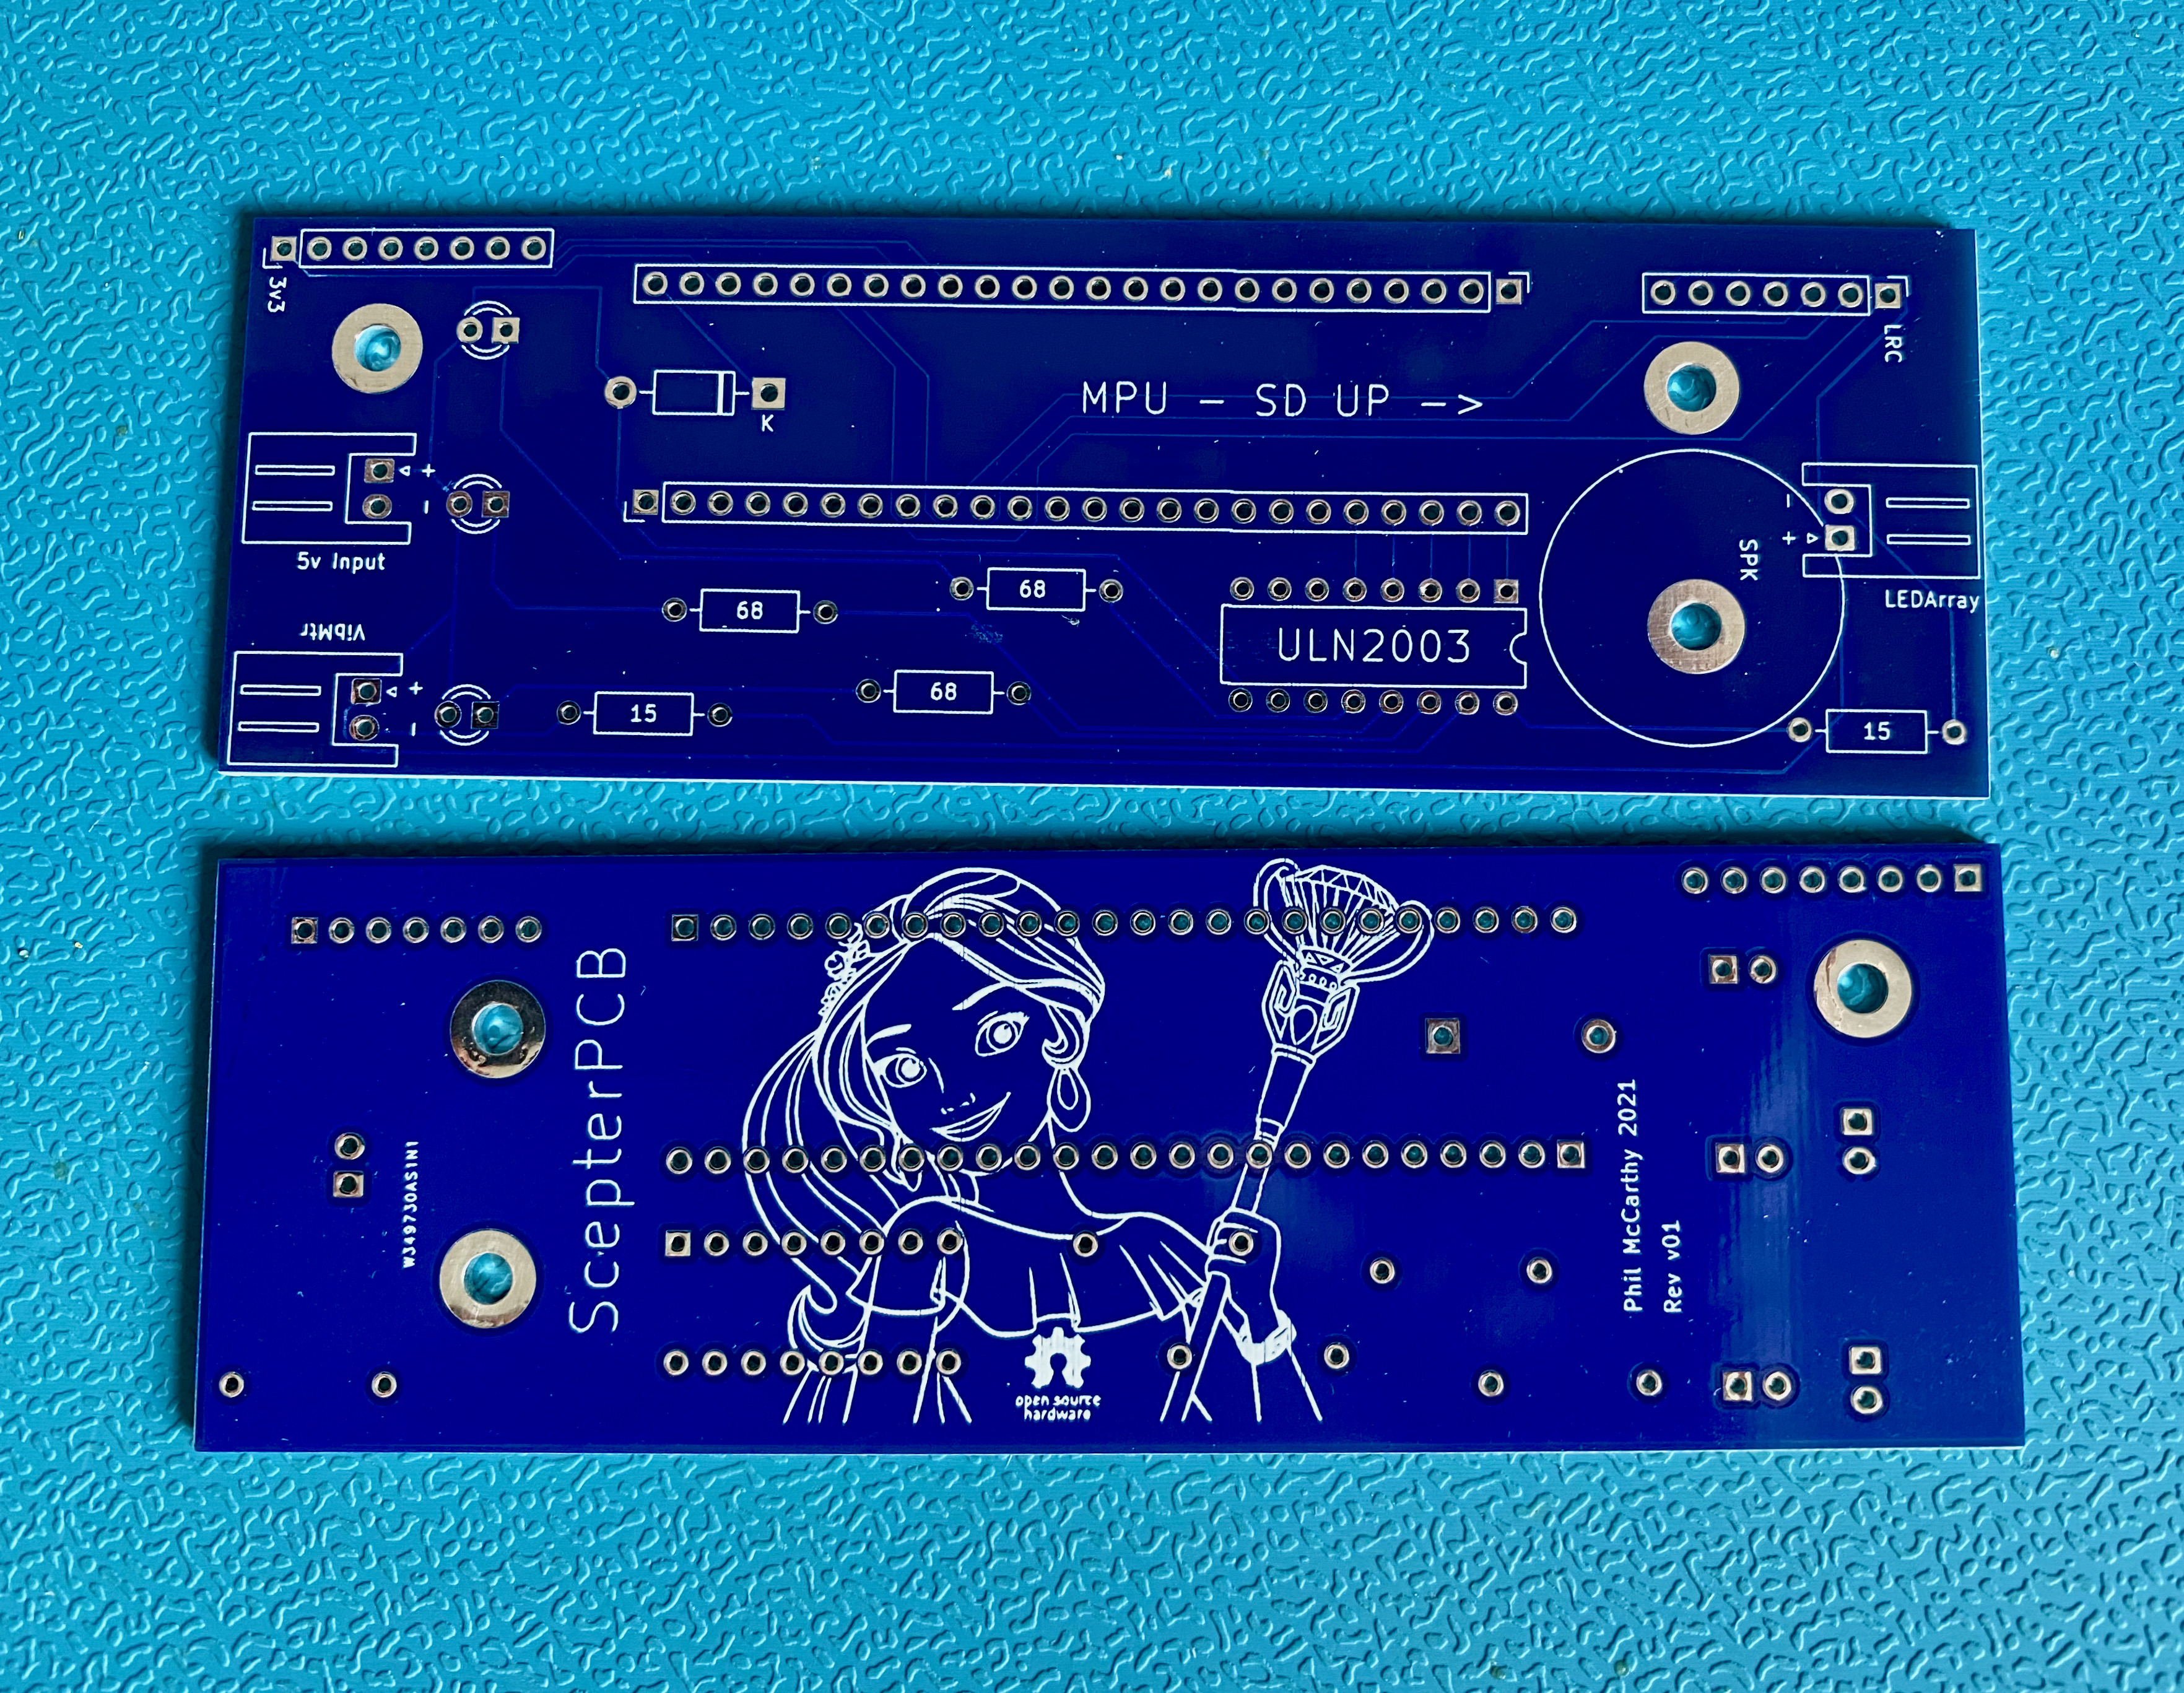 3v3
LRC
MPU - SD UP ->
K
+
-
5v Input
-
+
SPK
LEDArray
68
68
ULN2003
VibMtr
+
-
15
68
15
ScepterPCB
W349730AS1N1
Phil McCarthy 2021
Rev v01
open source
hardware